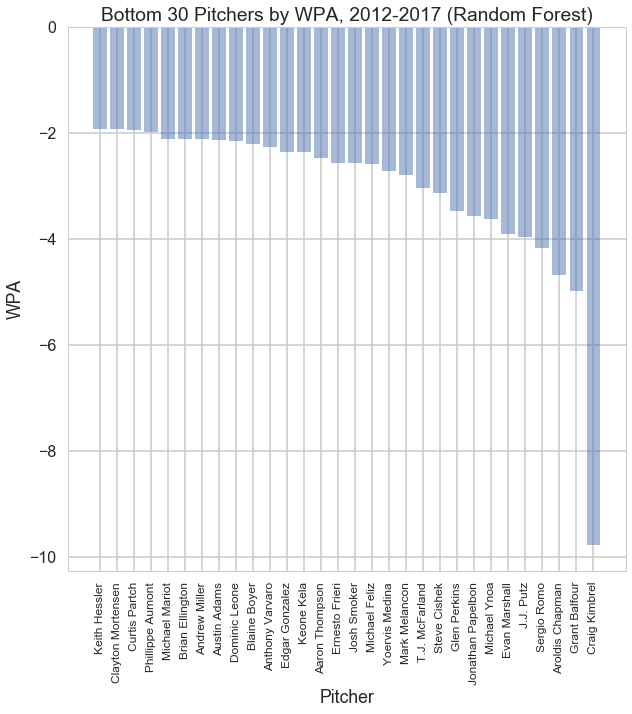 Bottom 30 Pitchers by WPA, 2012-2017 (Random Forest)
0
−2
−4
−6
−8
−10
WPA
Keith Hessler
Clayton Mortensen
Curtis Partch
Phillippe Aumont
Michael Mariot
Brian Ellington
Andrew Miller
Austin Adams
Dominic Leone
Blaine Boyer
Anthony Varvaro
Edgar Gonzalez
Keone Kela
Aaron Thompson
Ernesto Frieri
Josh Smoker
Michael Feliz
Yoervis Medina
Mark Melancon
T.J. McFarland
Steve Cishek
Glen Perkins
Jonathan Papelbon
Michael Ynoa
Evan Marshall
J.J. Putz
Sergio Romo
Aroldis Chapman
Grant Balfour
Craig Kimbrel
Pitcher